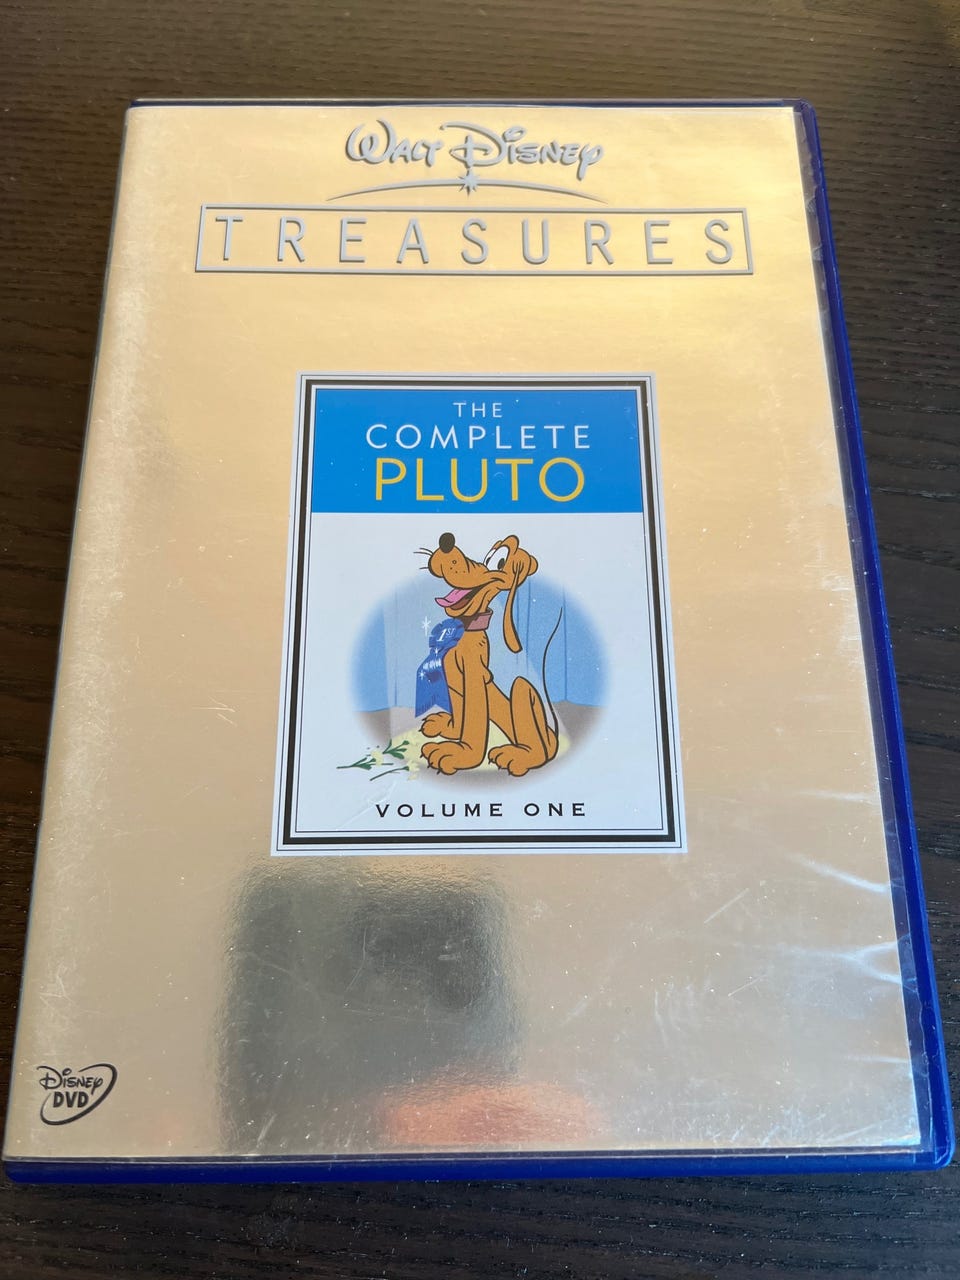 Walt Disney
TREASURES
THE
COMPLETE
PLUTO
1ST
VOLUME ONE
Disney
DVD